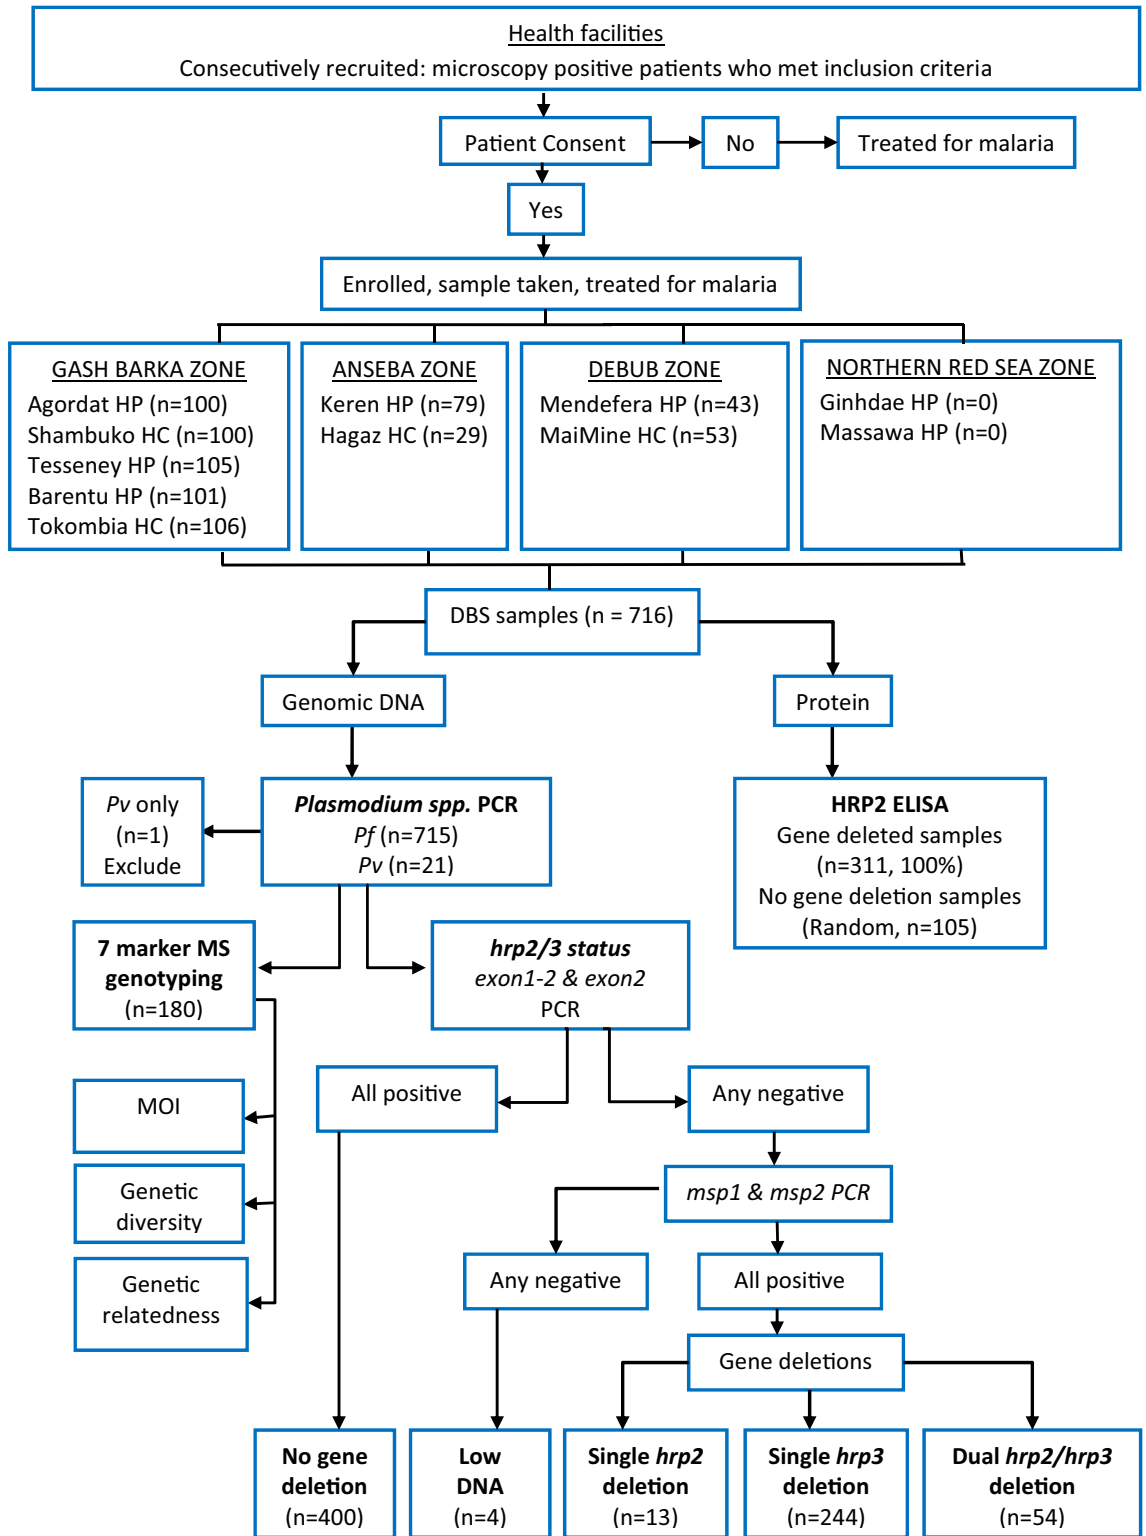 Health facilities
Consecutively recruited: microscopy positive patients who met inclusion criteria
Patient Consent
No
Treated for malaria
Yes
Enrolled, sample taken, treated for malaria
GASH BARKA ZONE
Agordat HP (n=100)
Shambuko HC (n=100)
Tesseney HP (n=105)
Barentu HP (n=101)
Tokombia HC (n=106)
ANSEBA ZONE
Keren HP (n=79)
Hagaz HC (n=29)
DEBUB ZONE
Mendefera HP (n=43)
MaiMine HC (n=53)
NORTHERN RED SEA ZONE
Ginhdae HP (n=0)
Massawa HP (n=0)
DBS samples (n = 716)
Genomic DNA
Protein
Pv only
(n=1)
Exclude
Plasmodium spp. PCR
Pf (n=715)
Pv (n=21)
HRP2 ELISA
Gene deleted samples
(n=311, 100%)
No gene deletion samples
(Random, n=105)
7 marker MS
genotyping
(n=180)
hrp2/3 status
exon1-2 & exon2
PCR
MOI
Genetic
diversity
Genetic
relatedness
All positive
Any negative
msp1 & msp2 PCR
Any negative
All positive
Gene deletions
No gene
deletion
(n=400)
Low
DNA
(n=4)
Single hrp2
deletion
(n=13)
Single hrp3
deletion
(n=244)
Dual hrp2/hrp3
deletion
(n=54)